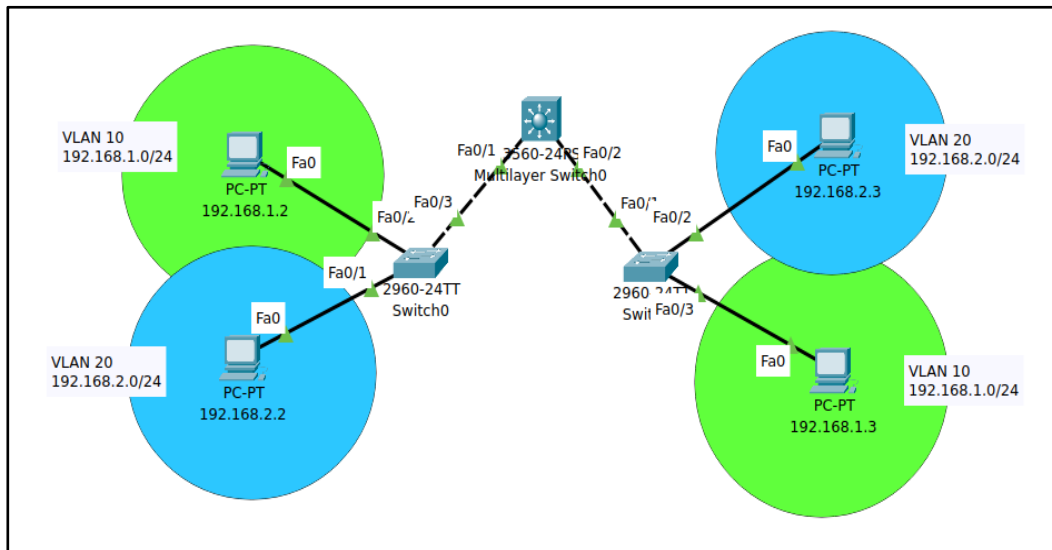 VLAN 10
192.168.1.0/24
Fa0
PC-PT
192.168.1.2
Fa0/2
Fa0/3
Fa0/1
VLAN 20
192.168.2.0/24
Fa0
PC-PT
192.168.2.2
2960-24TT
Switch0
Fa0/1
Fa0/2
Multilayer Switch0
Fa0/2
Fa0/3
2960
VLAN 20
192.168.2.0/24
Fa0
PC-PT
192.168.2.3
VLAN 10
192.168.1.0/24
Fa0
PC-PT
192.168.1.3